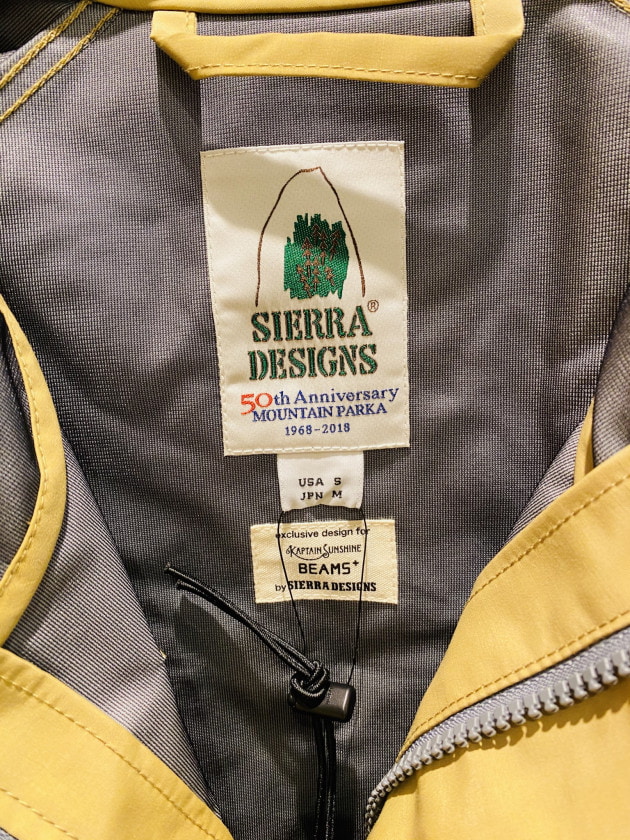 SIERRA®
DESIGNS
50th Anniversary
MOUNTAIN PARKA
1968-2018
USA S
JPN M
exclusive design for
KAPTAIN SUNSHINE
BEAMS+
by SIERRA DESIGNS